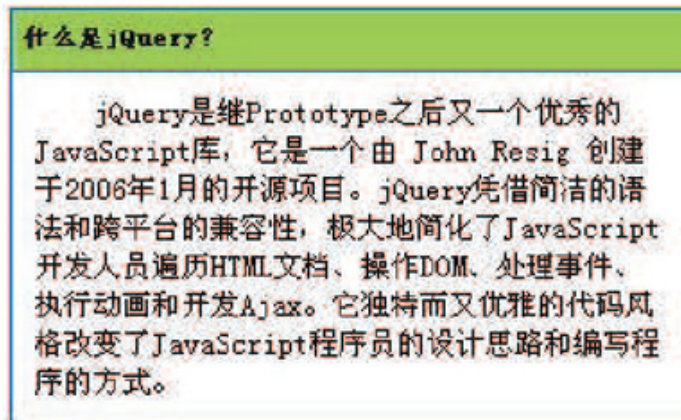 什么是jQuery?
jQuery是继Prototype之后又一个优秀的
JavaScript库，它是一个由 John Resig 创建
于2006年1月的开源项目。jQuery凭借简洁的语
法和跨平台的兼容性，极大地简化了JavaScript
开发人员遍历HTML文档、操作DOM、处理事件、
执行动画和开发Ajax。它独特而又优雅的代码风
格改变了JavaScript程序员的设计思路和编写程
序的方式。